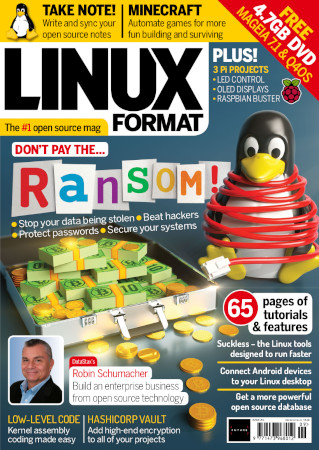 TAKE NOTE!
Write and sync your
open source notes
MINECRAFT
Automate games for more
fun building and surviving
FREE
4.7GB DVD
MAGEIA 7.1 & Q4OS
LINUX
FORMAT
The #1 open source mag
PLUS!
3 Pi PROJECTS
• LED CONTROL
• OLED DISPLAYS
• RASPBIAN BUSTER
DON'T PAY THE...
RanSOM!
• Stop your data being stolen • Beat hackers
• Protect passwords • Secure your systems
65 pages of
tutorials
& features
Suckless – the Linux tools
designed to run faster
Connect Android devices
to your Linux desktop
Get a more powerful
open source database
DataStax's
Robin Schumacher
Build an enterprise business
from open source technology
LOW-LEVEL CODE
Kernel assembly
coding made easy
HASHICORP VAULT
Add high-end encryption
to all of your projects
FUTURE